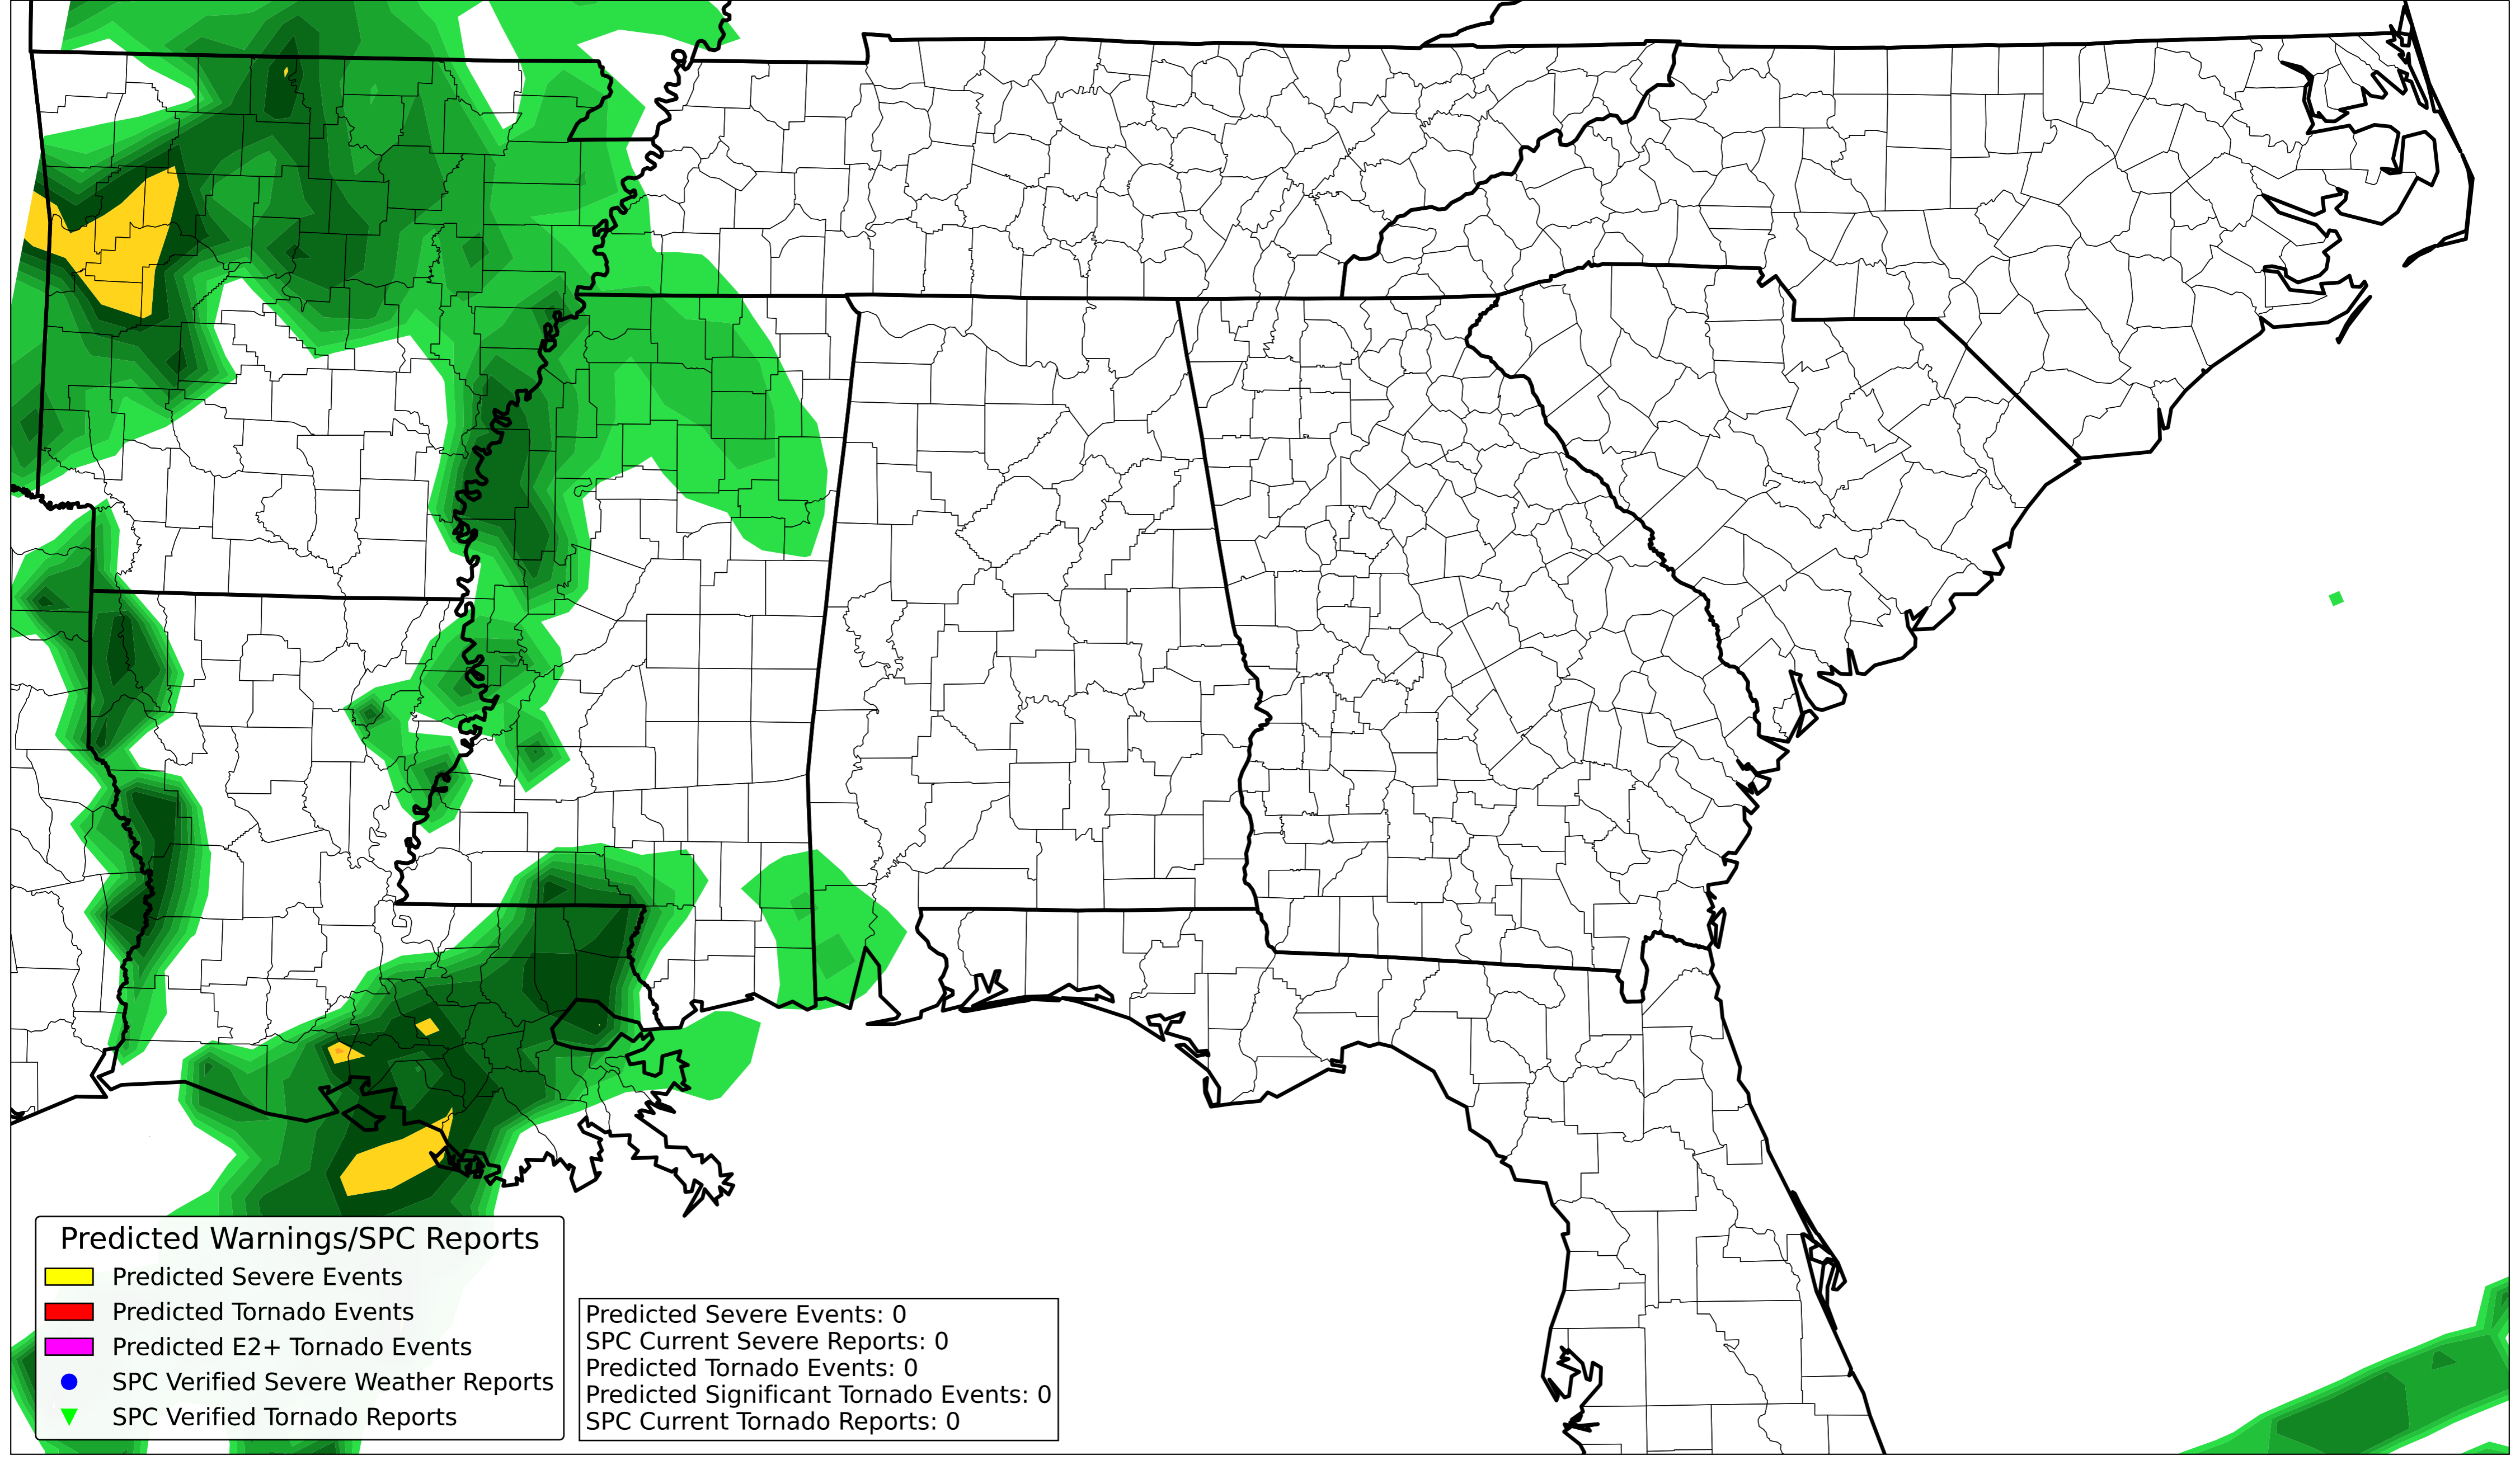 Predicted Warnings/SPC Reports
Predicted Severe Events
Predicted Tornado Events
Predicted E2+ Tornado Events
SPC Verified Severe Weather Reports
SPC Verified Tornado Reports
Predicted Severe Events: 0
SPC Current Severe Reports: 0
Predicted Tornado Events: 0
Predicted Significant Tornado Events: 0
SPC Current Tornado Reports: 0